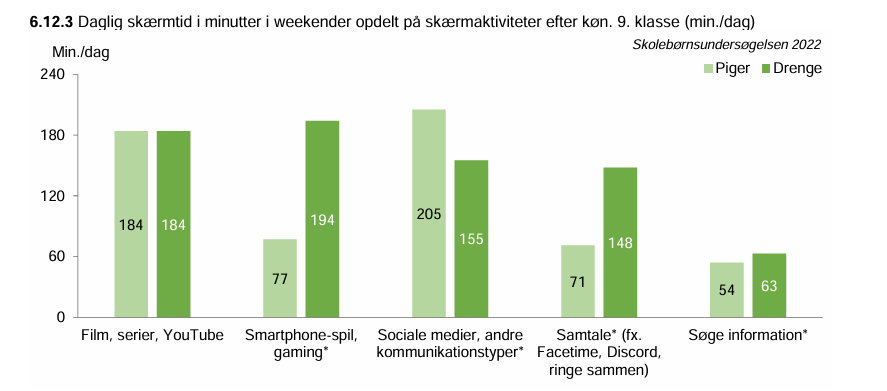 6.12.3 Daglig skærmtid i minutter i weekender opdelt på skærmaktiviteter efter køn. 9. klasse (min./dag)
Skolebørnsundersøgelsen 2022
Min./dag
Piger Drenge
240
180
120
60
0
184 184
77 194
205 155
71 148
54 63
Film, serier, YouTube
Smartphone-spil,
gaming*
Sociale medier, andre
kommunikationstyper*
Samtale* (fx.
Facetime, Discord,
ringe sammen)
Søge information*